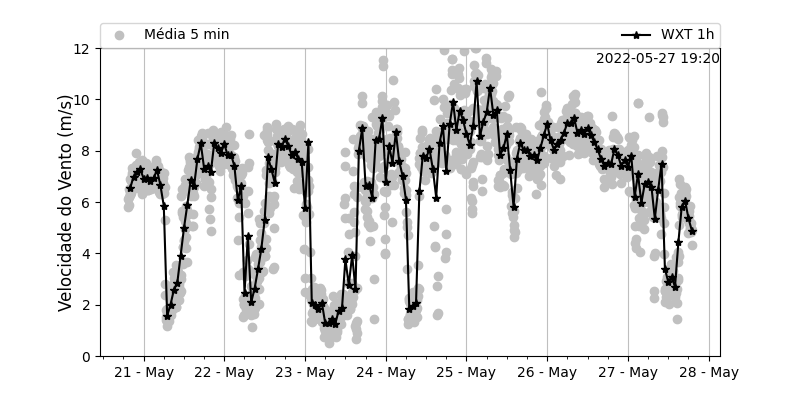 Média 5 min
WXT 1h
2022-05-27 19:20
Velocidade do Vento (m/s)
12
10
8
6
4
2
0
21 - May
22 - May
23 - May
24 - May
25 - May
26 - May
27 - May
28 - May